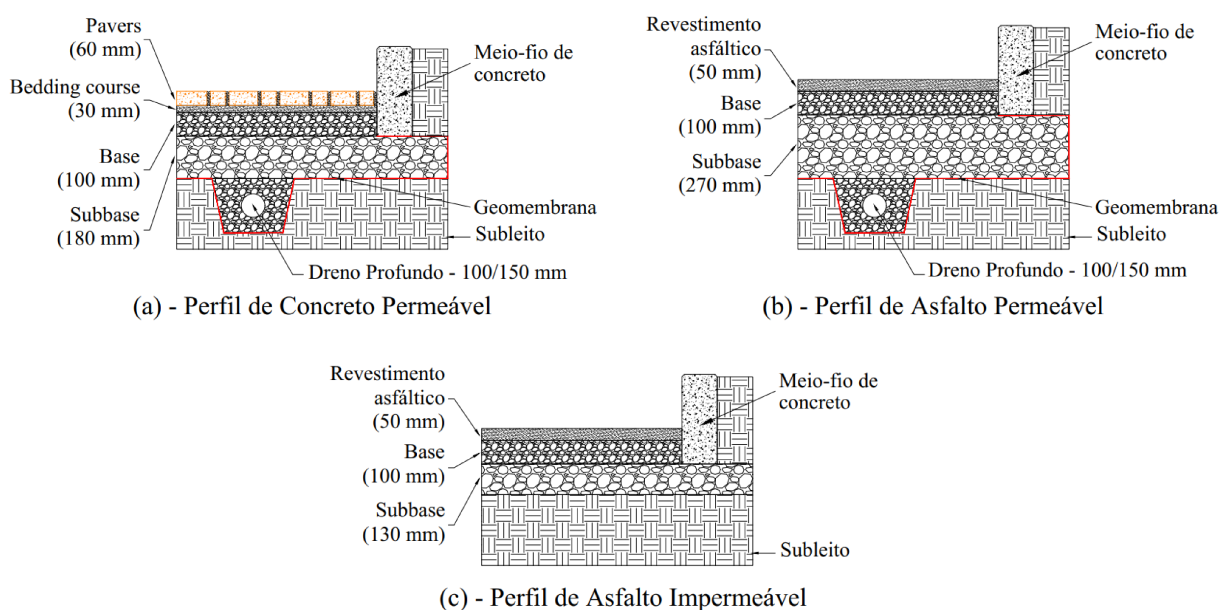 Pavers
(60 mm)
Bedding course
(30 mm)
Base
(100 mm)
Subbase
(180 mm)
Meio-fio de
concreto
Geomembrana
Subleito
Dreno Profundo - 100/150 mm
(a) - Perfil de Concreto Permeável
Revestimento
asfáltico
(50 mm)
Base
(100 mm)
Subbase
(270 mm)
Meio-fio de
concreto
Geomembrana
Subleito
Dreno Profundo - 100/150 mm
(b) - Perfil de Asfalto Permeável
Revestimento
asfáltico
(50 mm)
Base
(100 mm)
Subbase
(130 mm)
Meio-fio de
concreto
Subleito
(c) - Perfil de Asfalto Impermeável